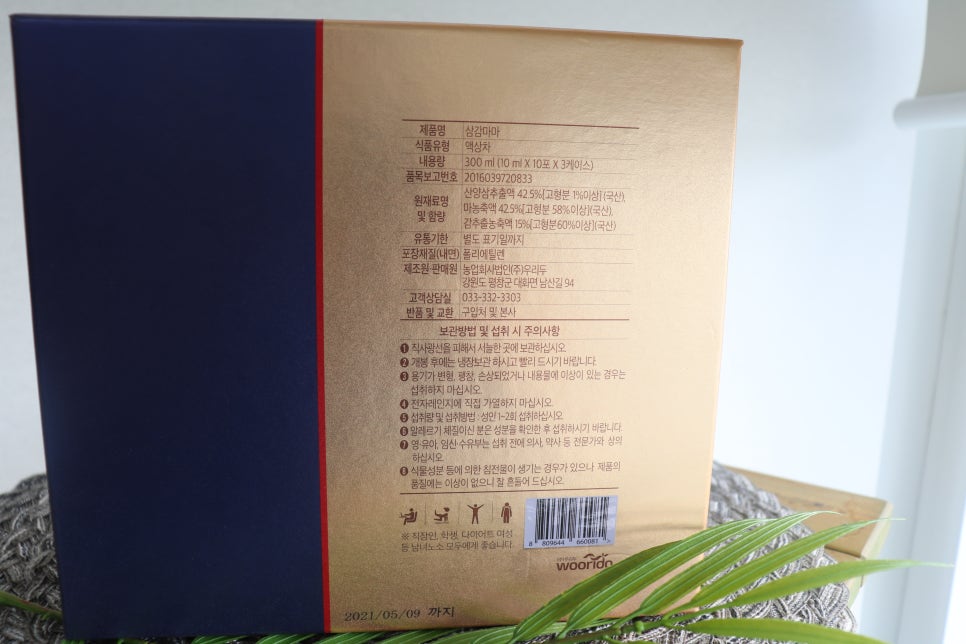 제품명 삼감마마
식품유형 액상차
내용량 300 ml (10 ml X 10포 X 3케이스)
품목보고번호 2016039720833
원재료명 및 함량 산양삼추출액 42.5%[고형분 1%이상](국산),
마농축액 42.5%[고형분 58%이상](국산),
감추출농축액 15%[고형분60%이상](국산)
유통기한 별도 표기일까지
포장재질(내면) 폴리에틸렌
제조원·판매원 농업회사법인(주)우리두
강원도 평창군 대화면 남산길 94
고객상담실 033-332-3303
반품 및 교환 구입처 및 본사
보관방법 및 섭취 시 주의사항
❶ 직사광선을 피해서 서늘한 곳에 보관하십시오.
❷ 개봉 후에는 냉장보관 하시고 빨리 드시기 바랍니다.
❸ 용기가 변형, 팽창, 손상되었거나 내용물에 이상이 있는 경우는
섭취하지 마십시오.
❹ 전자레인지에 직접 가열하지 마십시오.
❺ 섭취량 및 섭취방법 : 성인 1~2회 섭취하십시오.
❻ 알레르기 체질이신 분은 성분을 확인한 후 섭취하시기 바랍니다.
❼ 영·유아, 임산·수유부는 섭취 전에 의사, 약사 등 전문가와 상의
하십시오.
❽ 식물성분 등에 의한 침전물이 생기는 경우가 있으나 제품의
품질에는 이상이 없으니 잘 흔들어 드십시오.
※ 직장인, 학생, 다이어트 여성
등 남녀노소 모두에게 좋습니다.
8 809644 660081
woorido
2021/05/09 까지